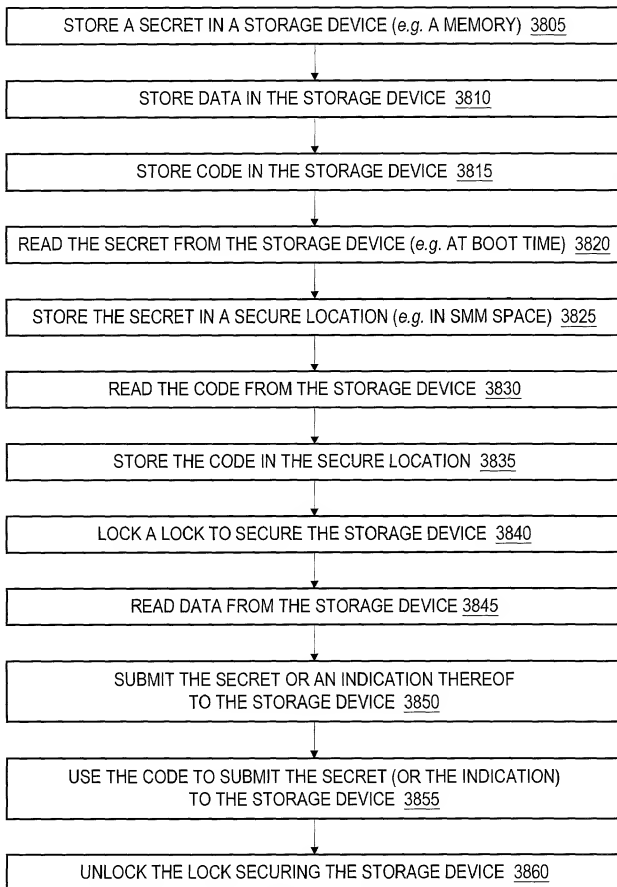 STORE A SECRET IN A STORAGE DEVICE (e.g. A MEMORY) 3805
STORE DATA IN THE STORAGE DEVICE 3810
STORE CODE IN THE STORAGE DEVICE 3815
READ THE SECRET FROM THE STORAGE DEVICE (e.g. AT BOOT TIME) 3820
STORE THE SECRET IN A SECURE LOCATION (e.g. IN SMM SPACE) 3825
READ THE CODE FROM THE STORAGE DEVICE 3830
STORE THE CODE IN THE SECURE LOCATION 3835
LOCK A LOCK TO SECURE THE STORAGE DEVICE 3840
READ DATA FROM THE STORAGE DEVICE 3845
SUBMIT THE SECRET OR AN INDICATION THEREOF
TO THE STORAGE DEVICE 3850
USE THE CODE TO SUBMIT THE SECRET (OR THE INDICATION)
TO THE STORAGE DEVICE 3855
UNLOCK THE LOCK SECURING THE STORAGE DEVICE 3860